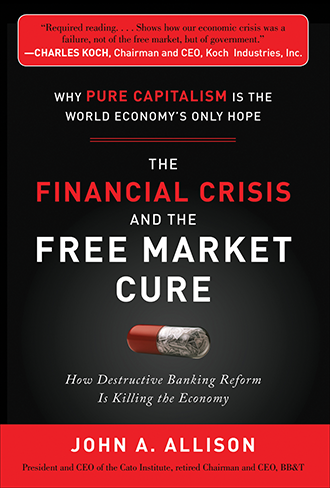 “Required reading. . . . Shows how our economic crisis was a
failure, not of the free market, but of government.”
—CHARLES KOCH, Chairman and CEO, Koch Industries, Inc.
WHY PURE CAPITALISM IS THE
WORLD ECONOMY’S ONLY HOPE
THE
FINANCIAL CRISIS
AND THE
FREE MARKET
CURE
How Destructive Banking Reform
Is Killing the Economy
JOHN A. ALLISON
President and CEO of the Cato Institute, retired Chairman and CEO, BB&T